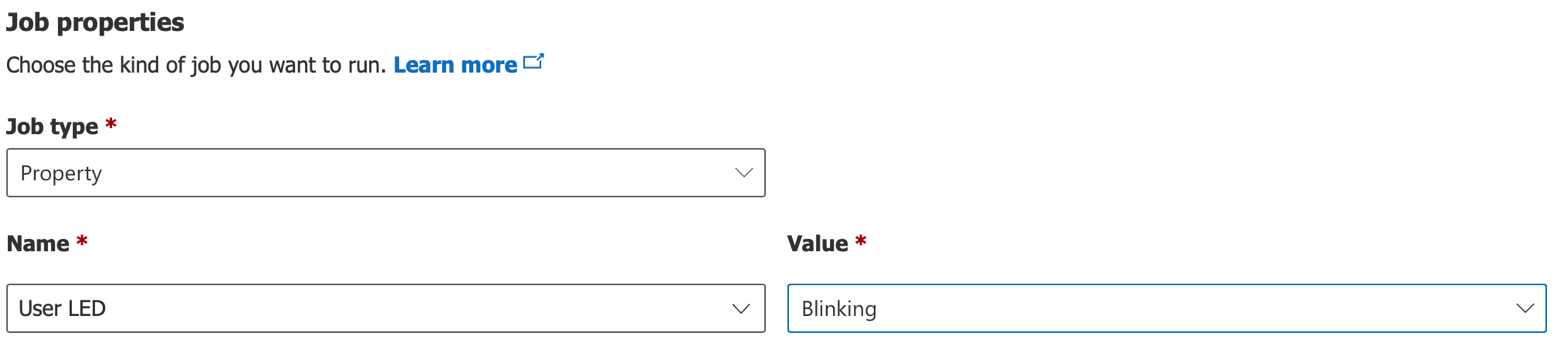 Job properties
Choose the kind of job you want to run. Learn more
Job type *
Property
Name * Value *
User LED Blinking